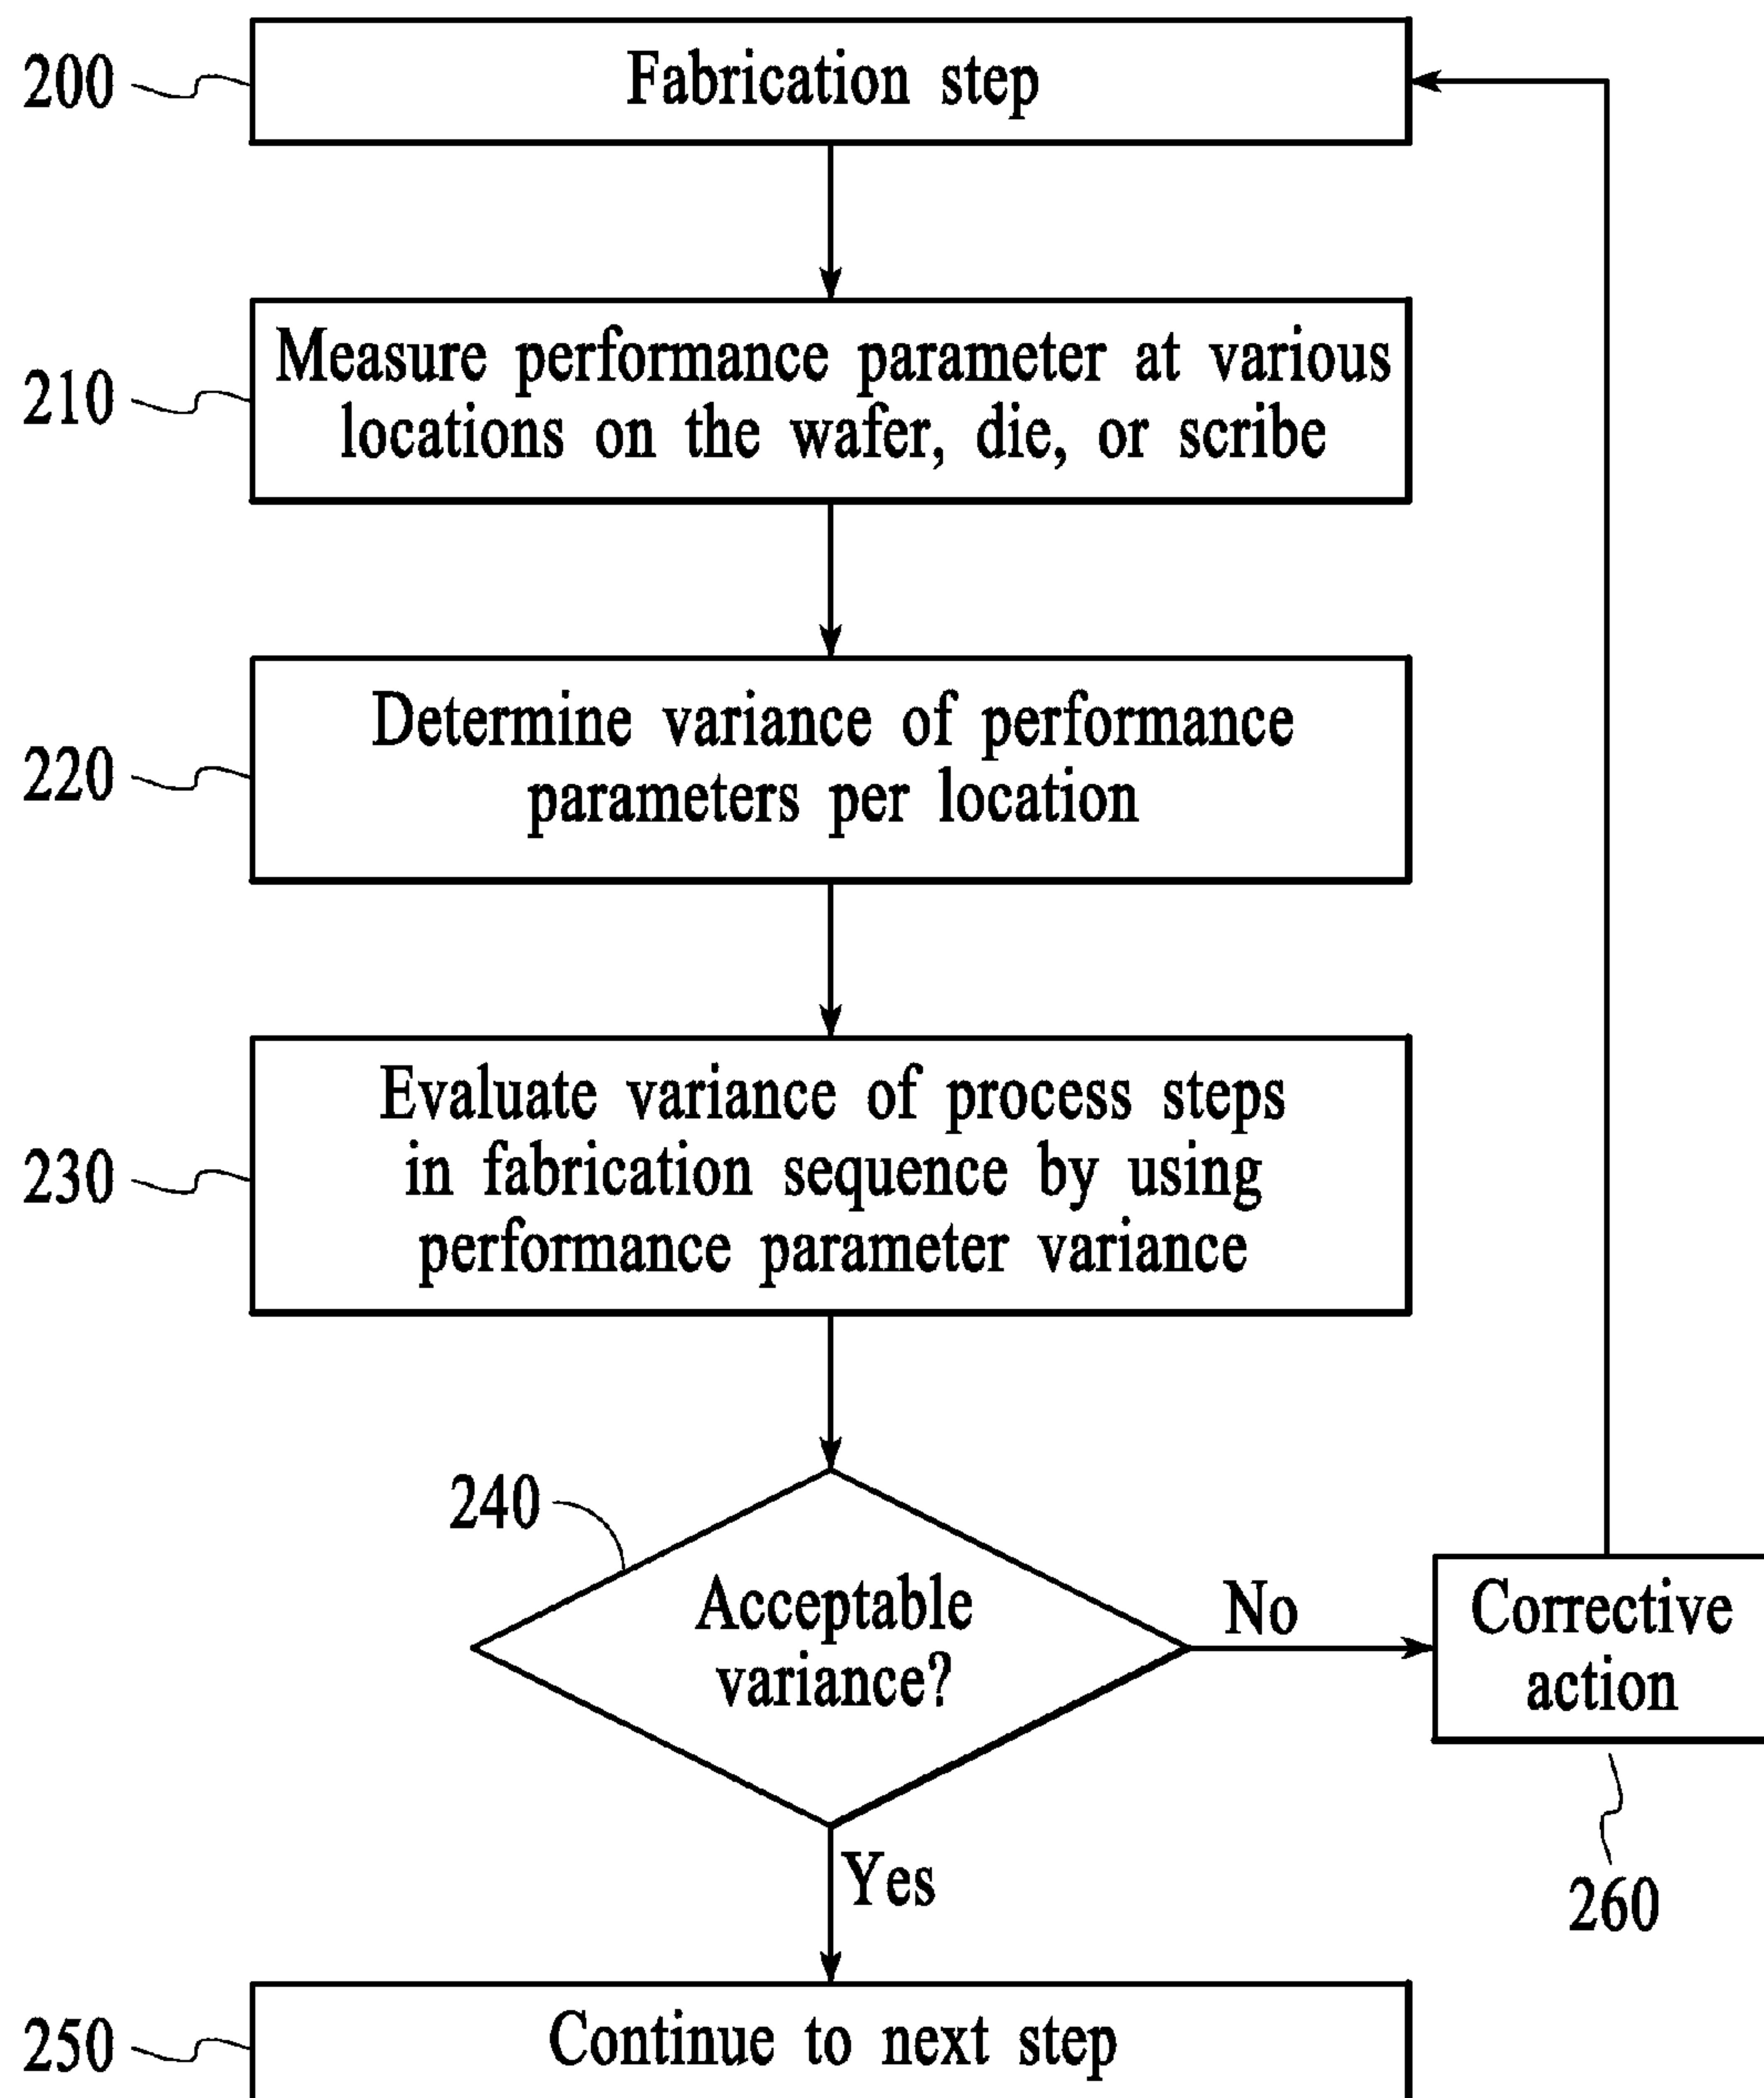 200
Fabrication step
210
Measure performance parameter at various
locations on the wafer, die, or scribe
220
Determine variance of performance
parameters per location
230
Evaluate variance of process steps
in fabrication sequence by using
performance parameter variance
240
Acceptable
variance?
No
Corrective
action
260
Yes
250
Continue to next step